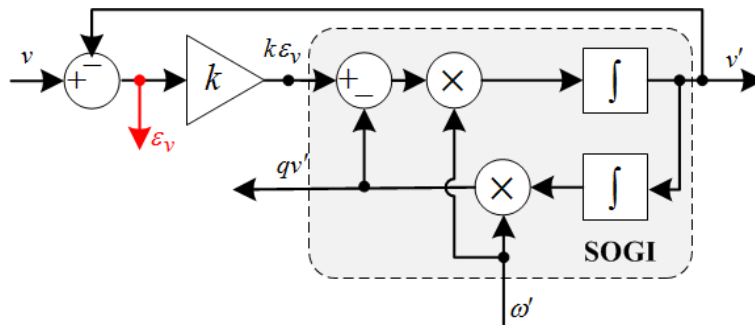 v
+
−
k
kε_v
+
−
×
∫
v′
ε_v
qv′
×
∫
SOGI
ω′